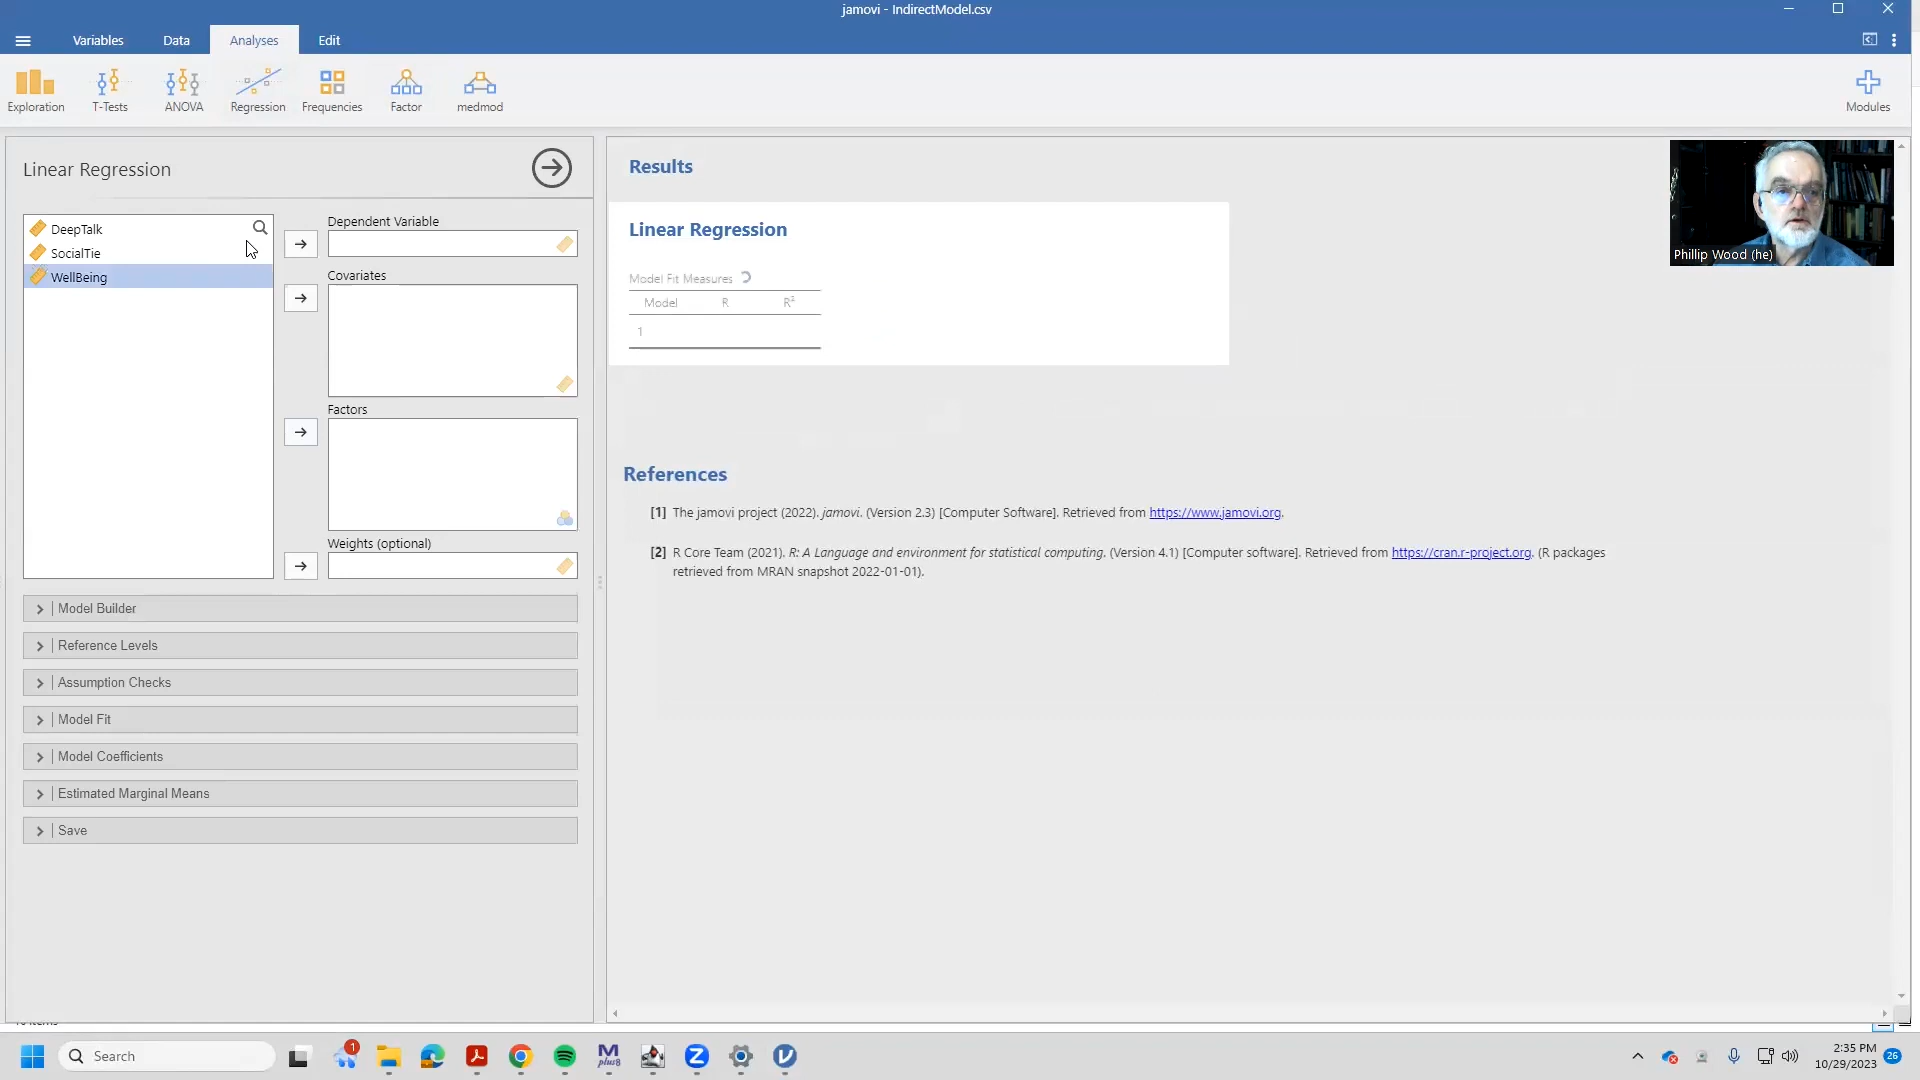 jamovi - IndirectModel.csv
Variables Data Analyses Edit
Exploration T-Tests ANOVA Regression Frequencies Factor medmod Modules
Linear Regression
DeepTalk
SocialTie
WellBeing
Dependent Variable
Covariates
Factors
Weights (optional)
Model Builder
Reference Levels
Assumption Checks
Model Fit
Model Coefficients
Estimated Marginal Means
Save
Results
Linear Regression
Model Fit Measures
Model R R²
1
References
[1] The jamovi project (2022). jamovi. (Version 2.3) [Computer Software]. Retrieved from https://www.jamovi.org.
[2] R Core Team (2021). R: A Language and environment for statistical computing. (Version 4.1) [Computer software]. Retrieved from https://cran.r-project.org. (R packages
retrieved from MRAN snapshot 2022-01-01).
Phillip Wood (he)
Search
1
M
plus8
Z
2:35 PM
10/29/2023
26